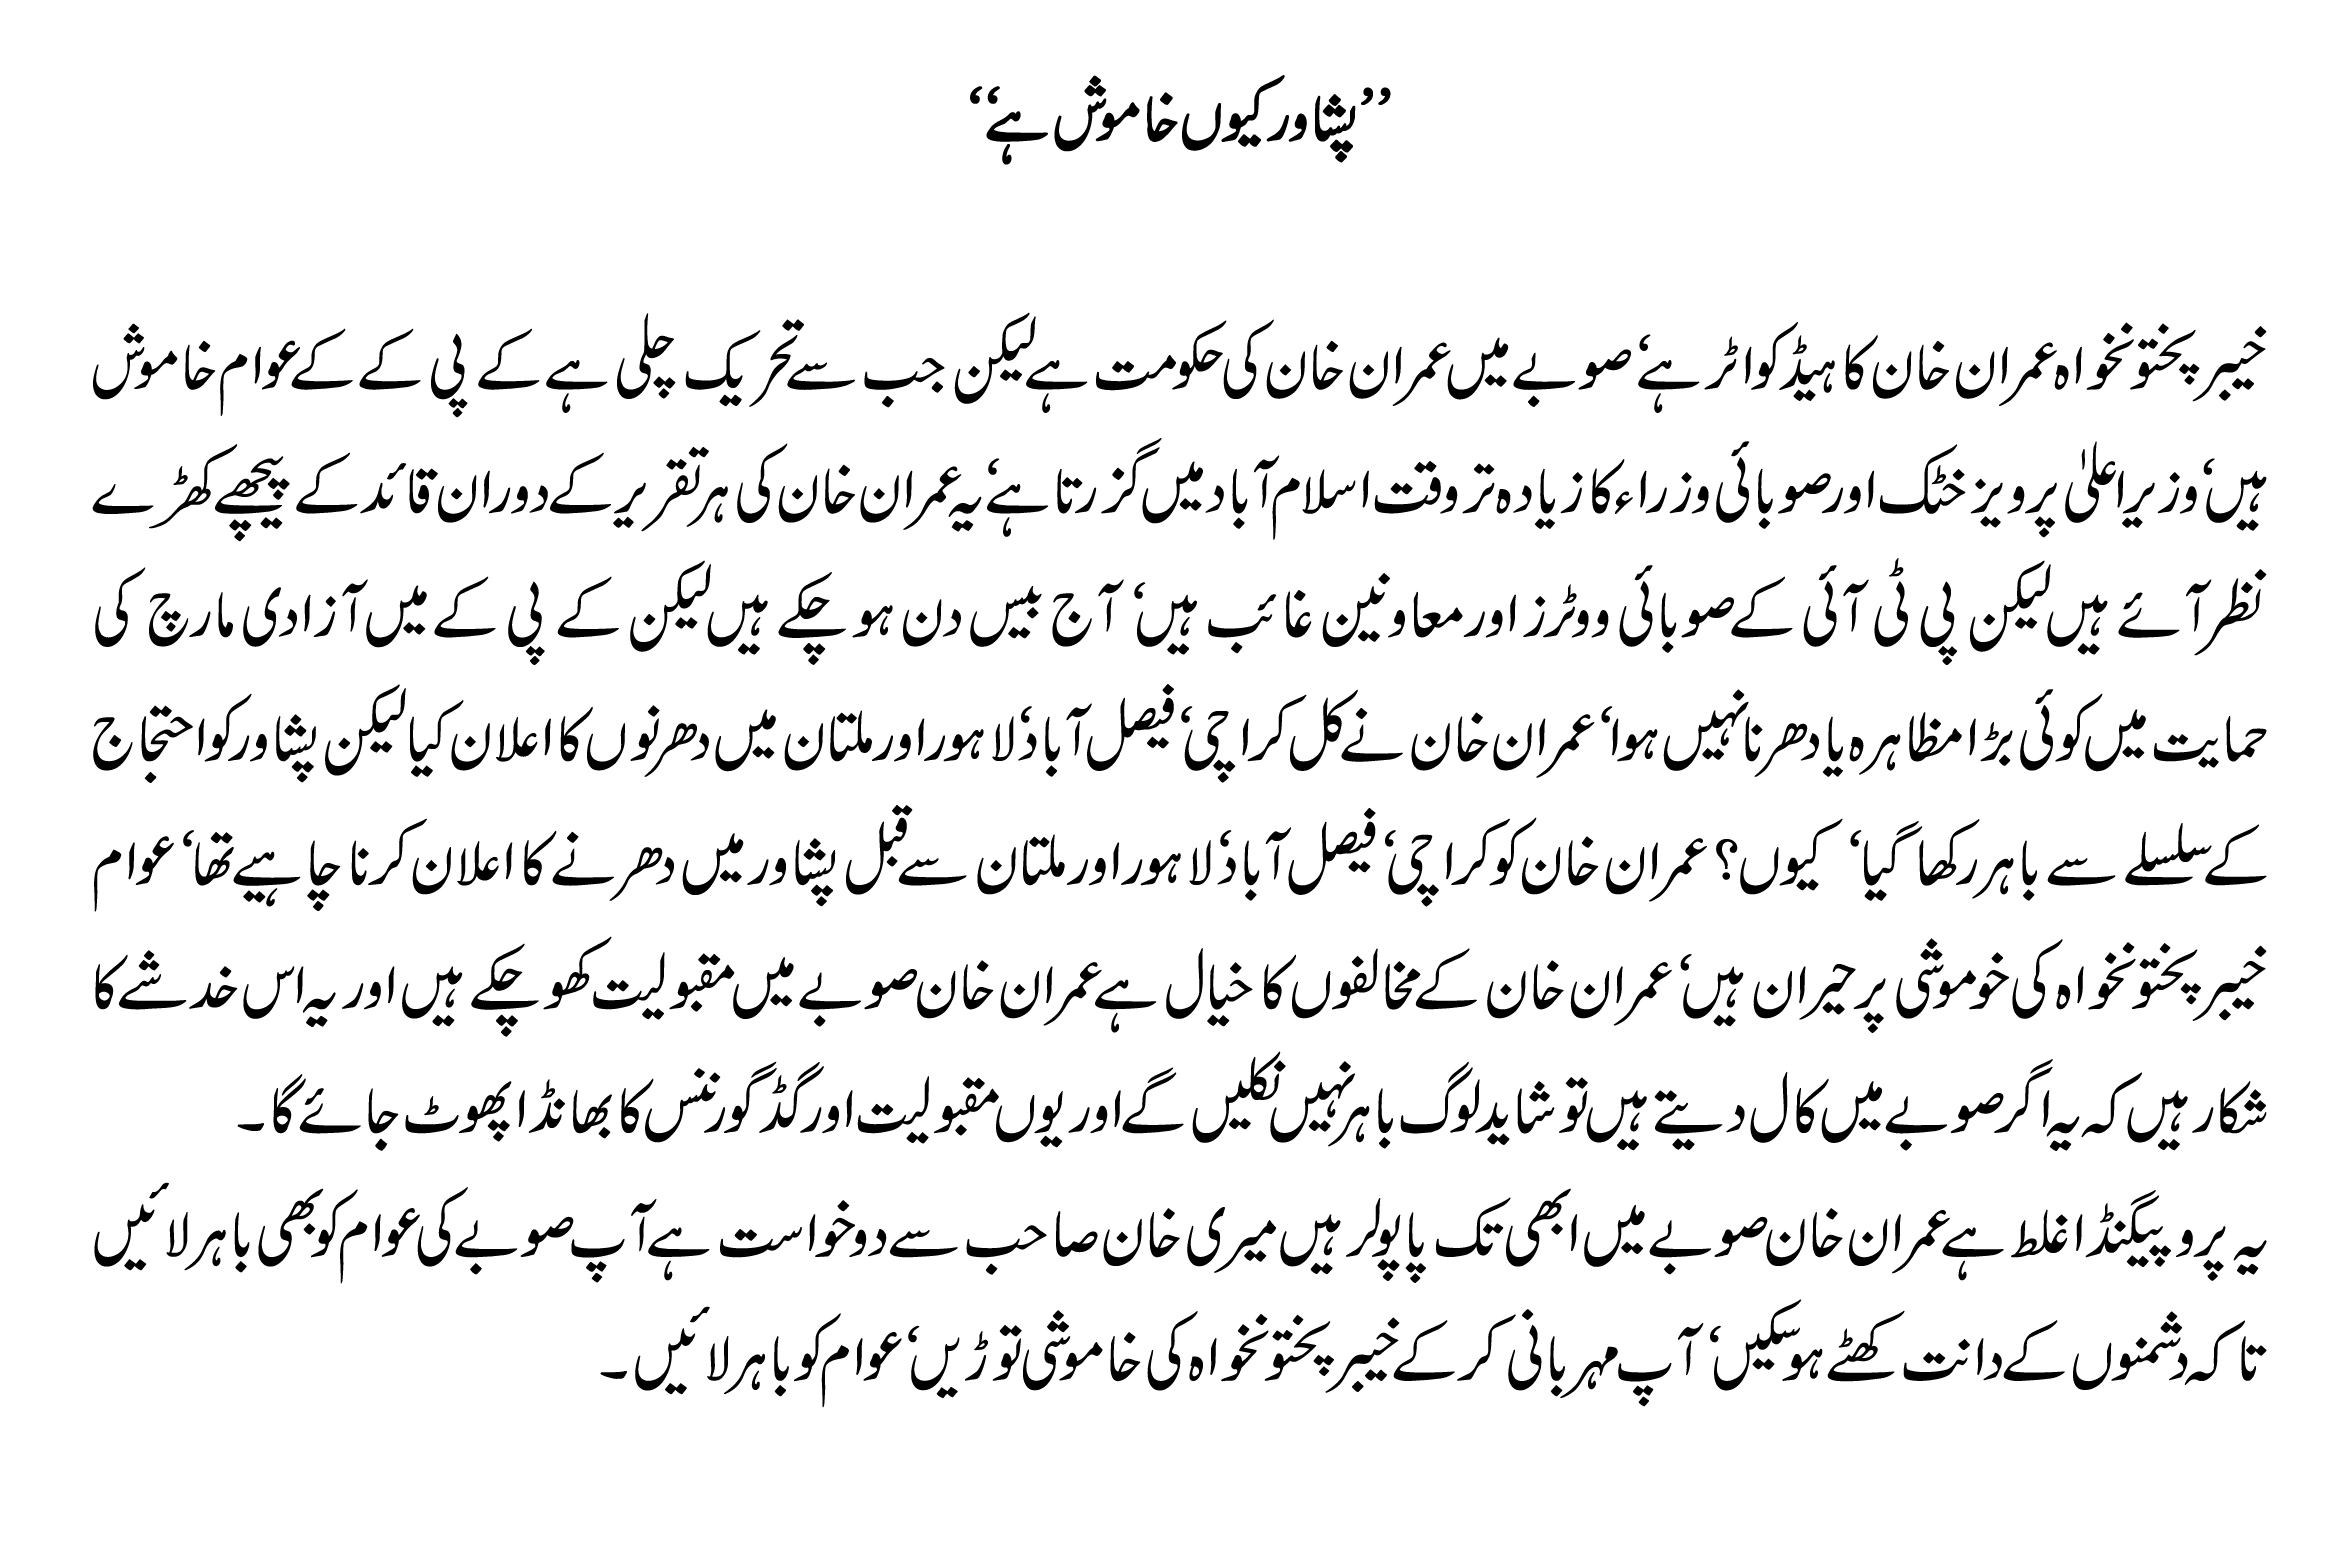 ’’پشاور کیوں خاموش ہے‘‘
خیبر پختونخواہ عمران خان کا ہیڈ کواٹر ہے‘ صوبے میں عمران خان کی حکومت ہے لیکن جب سے تحریک چلی ہے کے پی کے کے عوام خاموش
ہیں‘ وزیراعلیٰ پرویز خٹک اور صوبائی وزراء کا زیادہ تر وقت اسلام آباد میں گزرتا ہے‘ یہ عمران خان کی ہر تقریر کے دوران قائد کے پیچھے کھڑے
نظر آئے ہیں لیکن پی ٹی آئی کے صوبائی ووٹرز اور معاونین غائب ہیں‘ آج بیس دن ہو چکے ہیں لیکن کے پی کے میں آزادی مارچ کی
حمایت میں کوئی بڑا مظاہرہ یا دھرنا نہیں ہوا‘ عمران خان نے کل کراچی‘ فیصل آباد‘ لاہور اور ملتان میں دھرنوں کا اعلان کیا لیکن پشاور کو احتجاج
کے سلسلے سے باہر رکھا گیا‘ کیوں؟ عمران خان کو کراچی‘ فیصل آباد‘ لاہور اور ملتان سے قبل پشاور میں دھرنے کا اعلان کرنا چاہیے تھا‘ عوام
خیبر پختونخواہ کی خوموشی پر حیران ہیں‘ عمران خان کے مخالفوں کا خیال ہے عمران خان صوبے میں مقبولیت کھو چکے ہیں اور یہ اس خدشے کا
شکار ہیں کہ یہ اگر صوبے میں کال دیتے ہیں تو شاید لوگ باہر نہیں نکلیں گے اور یوں مقبولیت اور گڈ گورننس کا بھانڈا پھوٹ جائے گا۔
یہ پروپیگنڈا غلط ہے عمران خان صوبے میں ابھی تک پاپولر ہیں میری خان صاحب سے دوخواست ہے آپ صوبے کی عوام کو بھی باہر لائیں
تاکہ دشمنوں کے دانت کھٹے ہو سکیں‘ آپ مہربانی کر کے خیبر پختونخواہ کی خاموشی توڑیں‘ عوام کو باہر لائیں۔